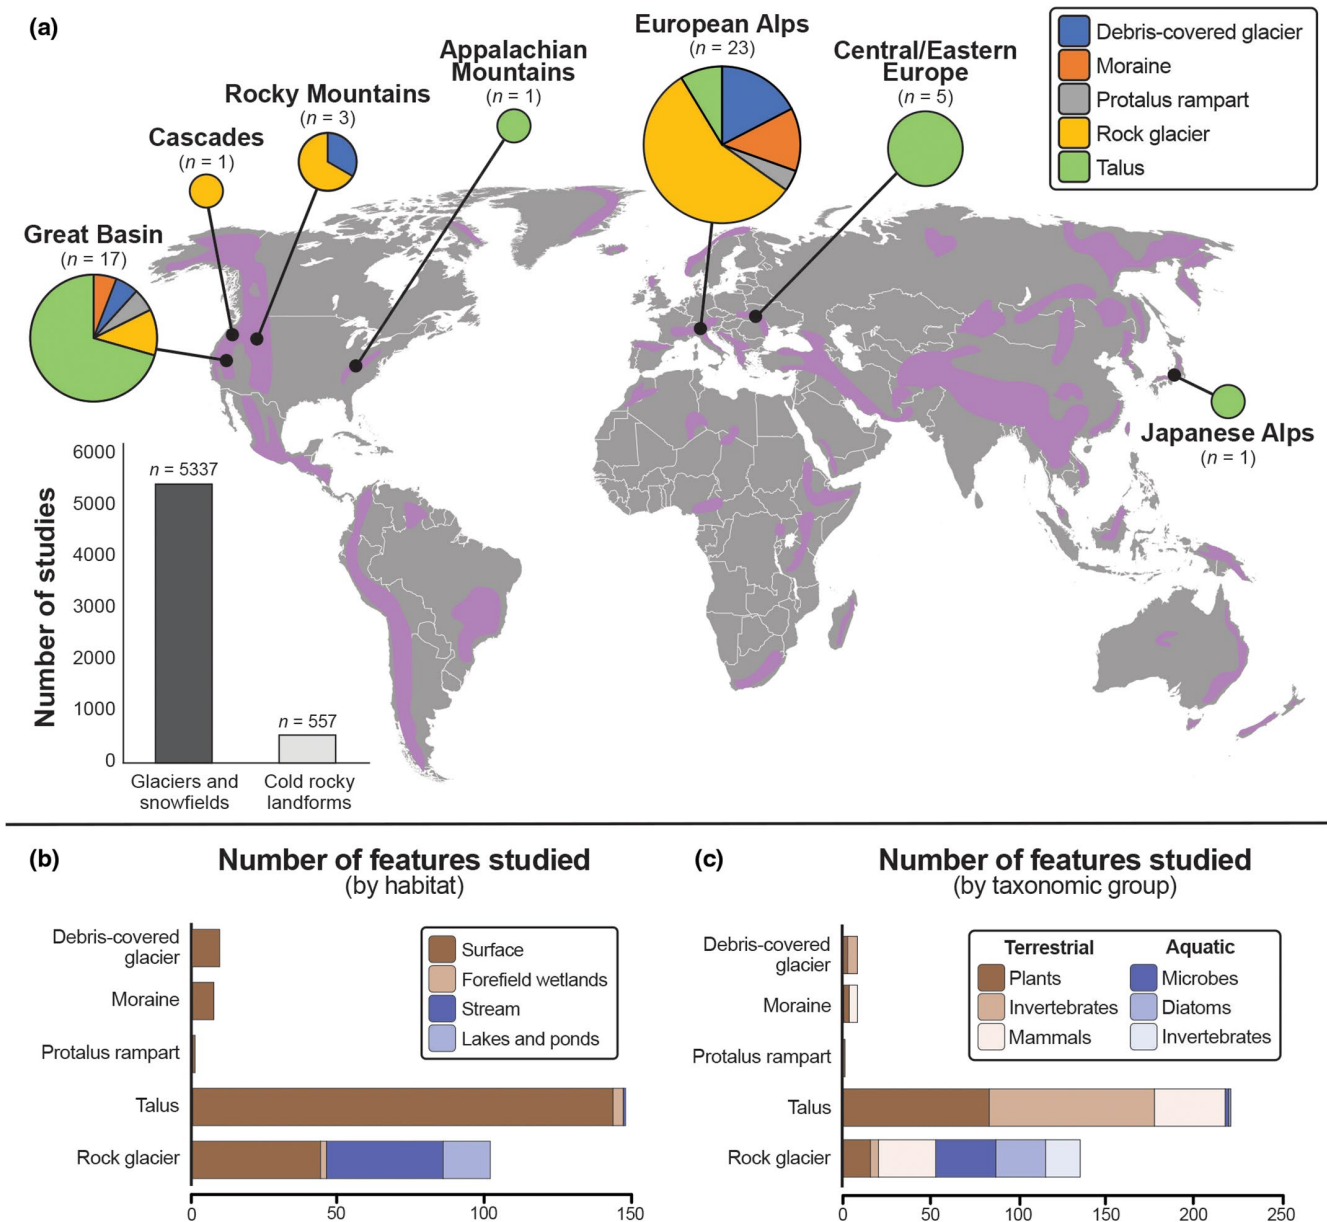 (a)
European Alps
(n = 23)
Central/Eastern
Europe
(n = 5)
Appalachian
Mountains
(n = 1)
Rocky Mountains
(n = 3)
Cascades
(n = 1)
Great Basin
(n = 17)
Debris-covered glacier
Moraine
Protalus rampart
Rock glacier
Talus
Japanese Alps
(n = 1)
Number of studies
6000
5000
4000
3000
2000
1000
0
n = 5337
n = 557
Glaciers and
snowfields
Cold rocky
landforms
(b)
Number of features studied
(by habitat)
Debris-covered
glacier
Moraine
Protalus rampart
Talus
Rock glacier
Surface
Forefield wetlands
Stream
Lakes and ponds
0
50
100
150
(c)
Number of features studied
(by taxonomic group)
Debris-covered
glacier
Moraine
Protalus rampart
Talus
Rock glacier
Terrestrial
Plants
Invertebrates
Mammals
Aquatic
Microbes
Diatoms
Invertebrates
0
50
100
150
200
250